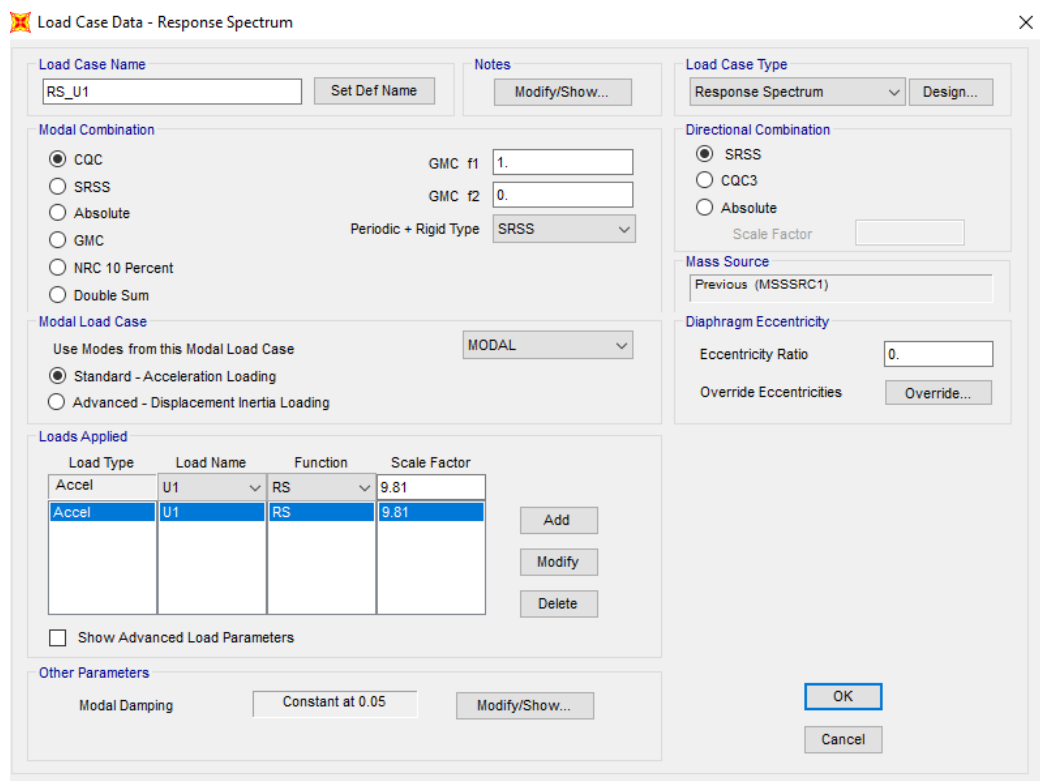 Load Case Data - Response Spectrum
Load Case Name
RS_U1
Set Def Name
Notes
Modify/Show...
Load Case Type
Response Spectrum
Design...
Modal Combination
CQC
SRSS
Absolute
GMC
NRC 10 Percent
Double Sum
GMC f1
1.
GMC f2
0.
Periodic + Rigid Type
SRSS
Directional Combination
SRSS
CQC3
Absolute
Scale Factor
Mass Source
Previous (MSSSRC1)
Modal Load Case
Use Modes from this Modal Load Case
MODAL
Standard - Acceleration Loading
Advanced - Displacement Inertia Loading
Diaphragm Eccentricity
Eccentricity Ratio
0.
Override Eccentricities
Override...
Loads Applied
Load Type Load Name Function Scale Factor
Accel U1 RS 9.81
Accel U1 RS 9.81
Add
Modify
Delete
Show Advanced Load Parameters
Other Parameters
Modal Damping
Constant at 0.05
Modify/Show...
OK
Cancel